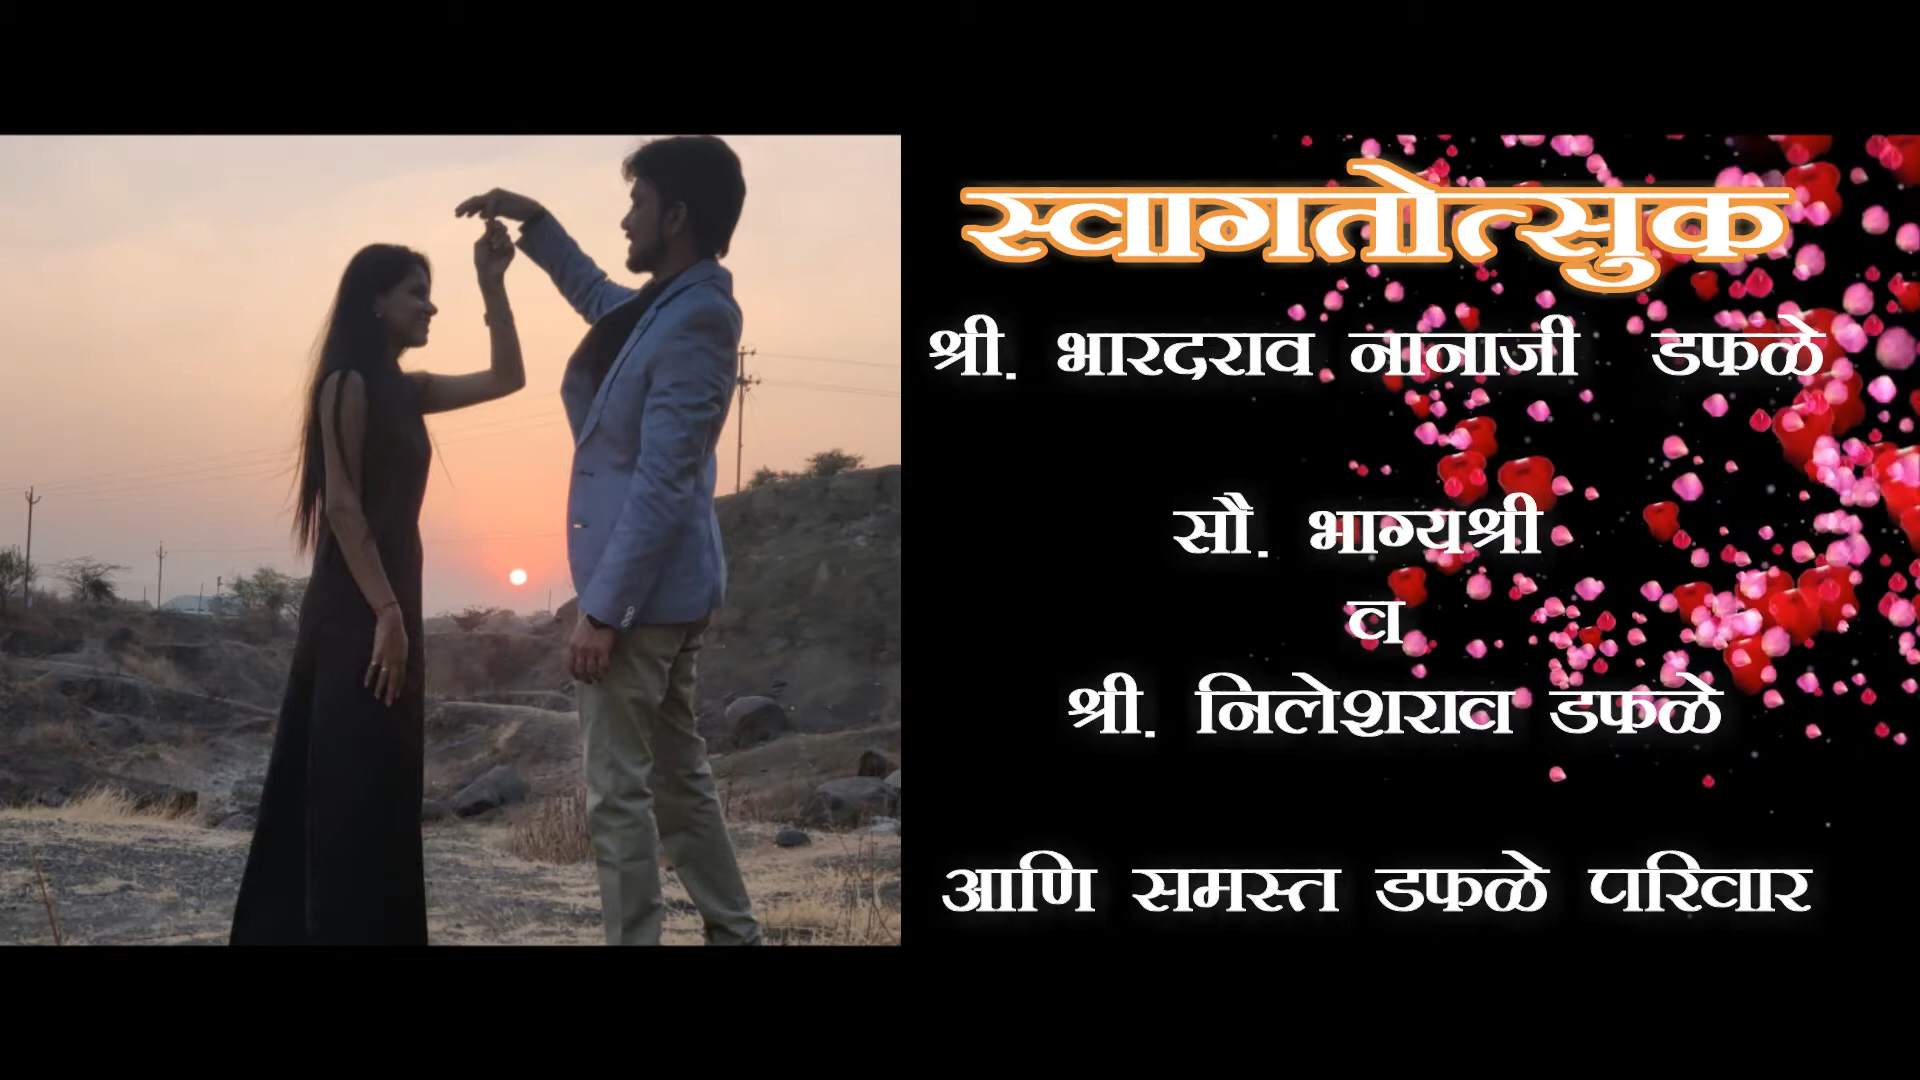 स्वागतोत्सुक
श्री. भारदराव नानाजी डफळे
सौ. भाग्यश्री
व
श्री. निलेशराव डफळे
आणि समस्त डफळे परिवार